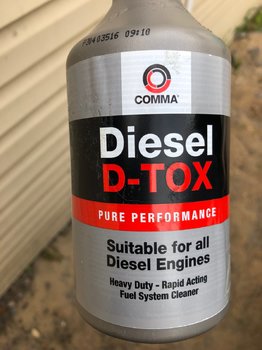 PJV403516 09:10
COMMA®
Diesel
D-TOX
PURE PERFORMANCE
Suitable for all
Diesel Engines
Heavy Duty - Rapid Acting
Fuel System Cleaner